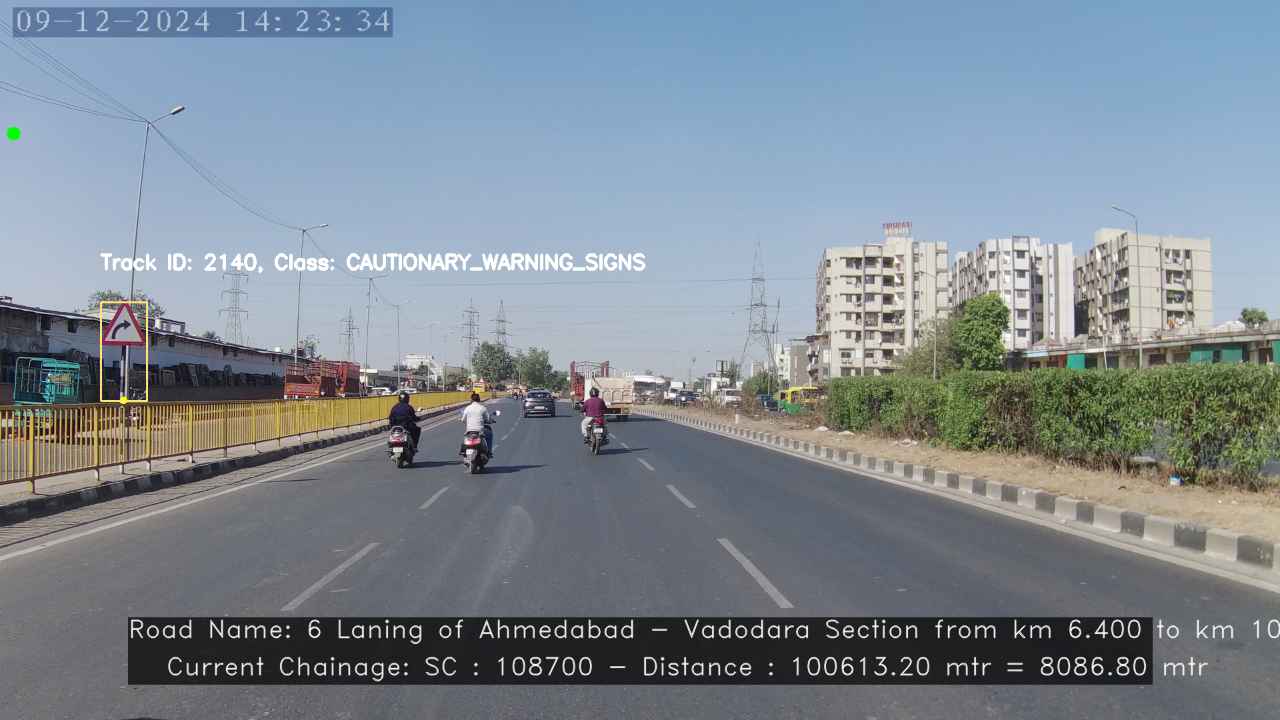 09-12-2024 14:23:34
Track ID: 2140, Class: CAUTIONARY_WARNING_SIGNS
Road Name: 6 Laning of Ahmedabad - Vadodara Section from km 6.400 to km 10
Current Chainage: SC : 108700 - Distance : 100613.20 mtr = 8086.80 mtr